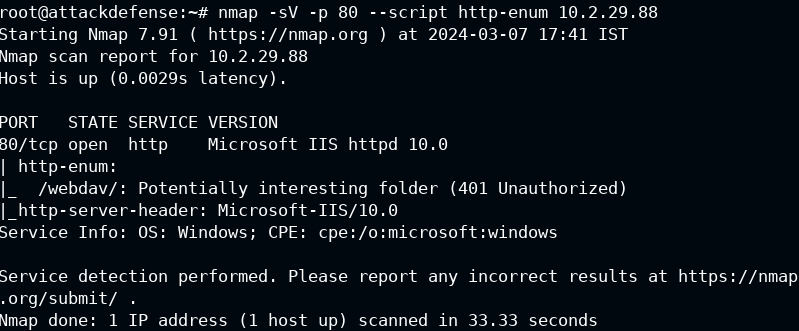 root@attackdefense:~# nmap -sV -p 80 --script http-enum 10.2.29.88
Starting Nmap 7.91 ( https://nmap.org ) at 2024-03-07 17:41 IST
Nmap scan report for 10.2.29.88
Host is up (0.0029s latency).

PORT   STATE SERVICE VERSION
80/tcp open  http    Microsoft IIS httpd 10.0
| http-enum:
|_  /webdav/: Potentially interesting folder (401 Unauthorized)
|_http-server-header: Microsoft-IIS/10.0
Service Info: OS: Windows; CPE: cpe:/o:microsoft:windows

Service detection performed. Please report any incorrect results at https://nmap
.org/submit/ .
Nmap done: 1 IP address (1 host up) scanned in 33.33 seconds